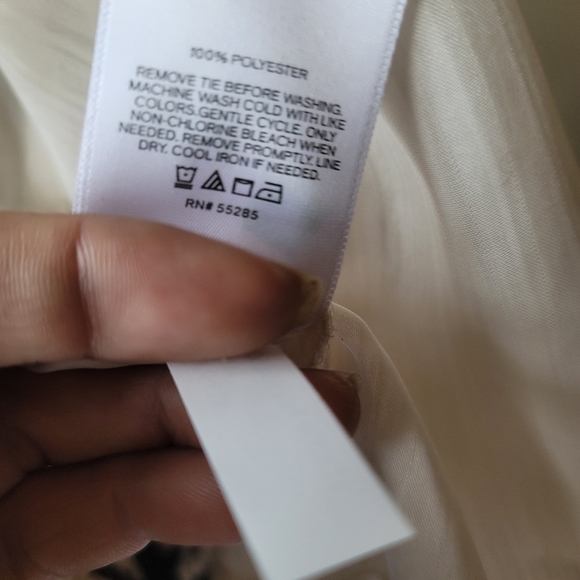 100% POLYESTER
REMOVE TIE BEFORE WASHING.
MACHINE WASH COLD WITH LIKE
COLORS.GENTLE CYCLE. ONLY
NON-CHLORINE BLEACH WHEN
NEEDED. REMOVE PROMPTLY. LINE
DRY. COOL IRON IF NEEDED.
RN# 55285